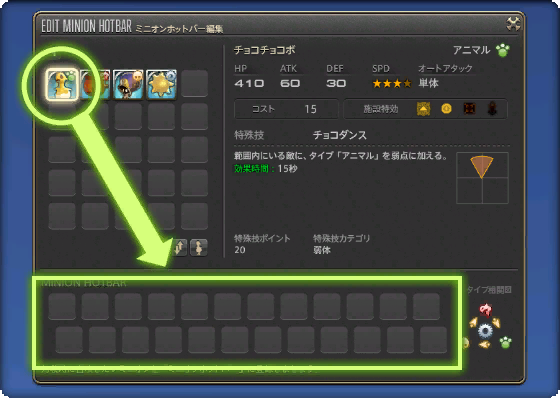 EDIT MINION HOTBAR ミニオンホットバー編集
チョコチョコボ アニマル
HP ATK DEF SPD オートアタック
410 60 30 ★★★★ 単体
コスト 15 施設特効
特殊技 チョコダンス
範囲内にいる敵に、タイプ「アニマル」を弱点に加える。
効果時間：15秒
特殊技ポイント 特殊技カテゴリ
20 弱体
MINION HOTBAR
タイプ相関図